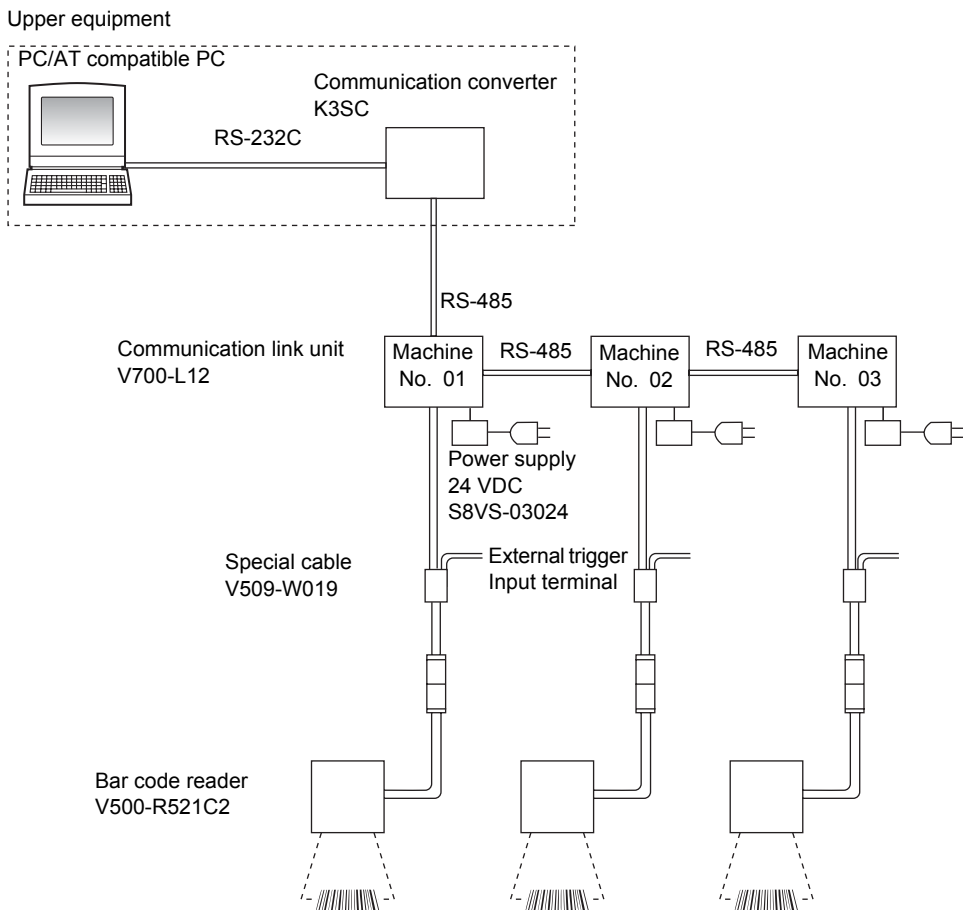 Upper equipment
PC/AT compatible PC
Communication converter
K3SC
RS-232C
RS-485
Communication link unit
V700-L12
Machine
No. 01
RS-485
Machine
No. 02
RS-485
Machine
No. 03
Power supply
24 VDC
S8VS-03024
Special cable
V509-W019
External trigger
Input terminal
Bar code reader
V500-R521C2